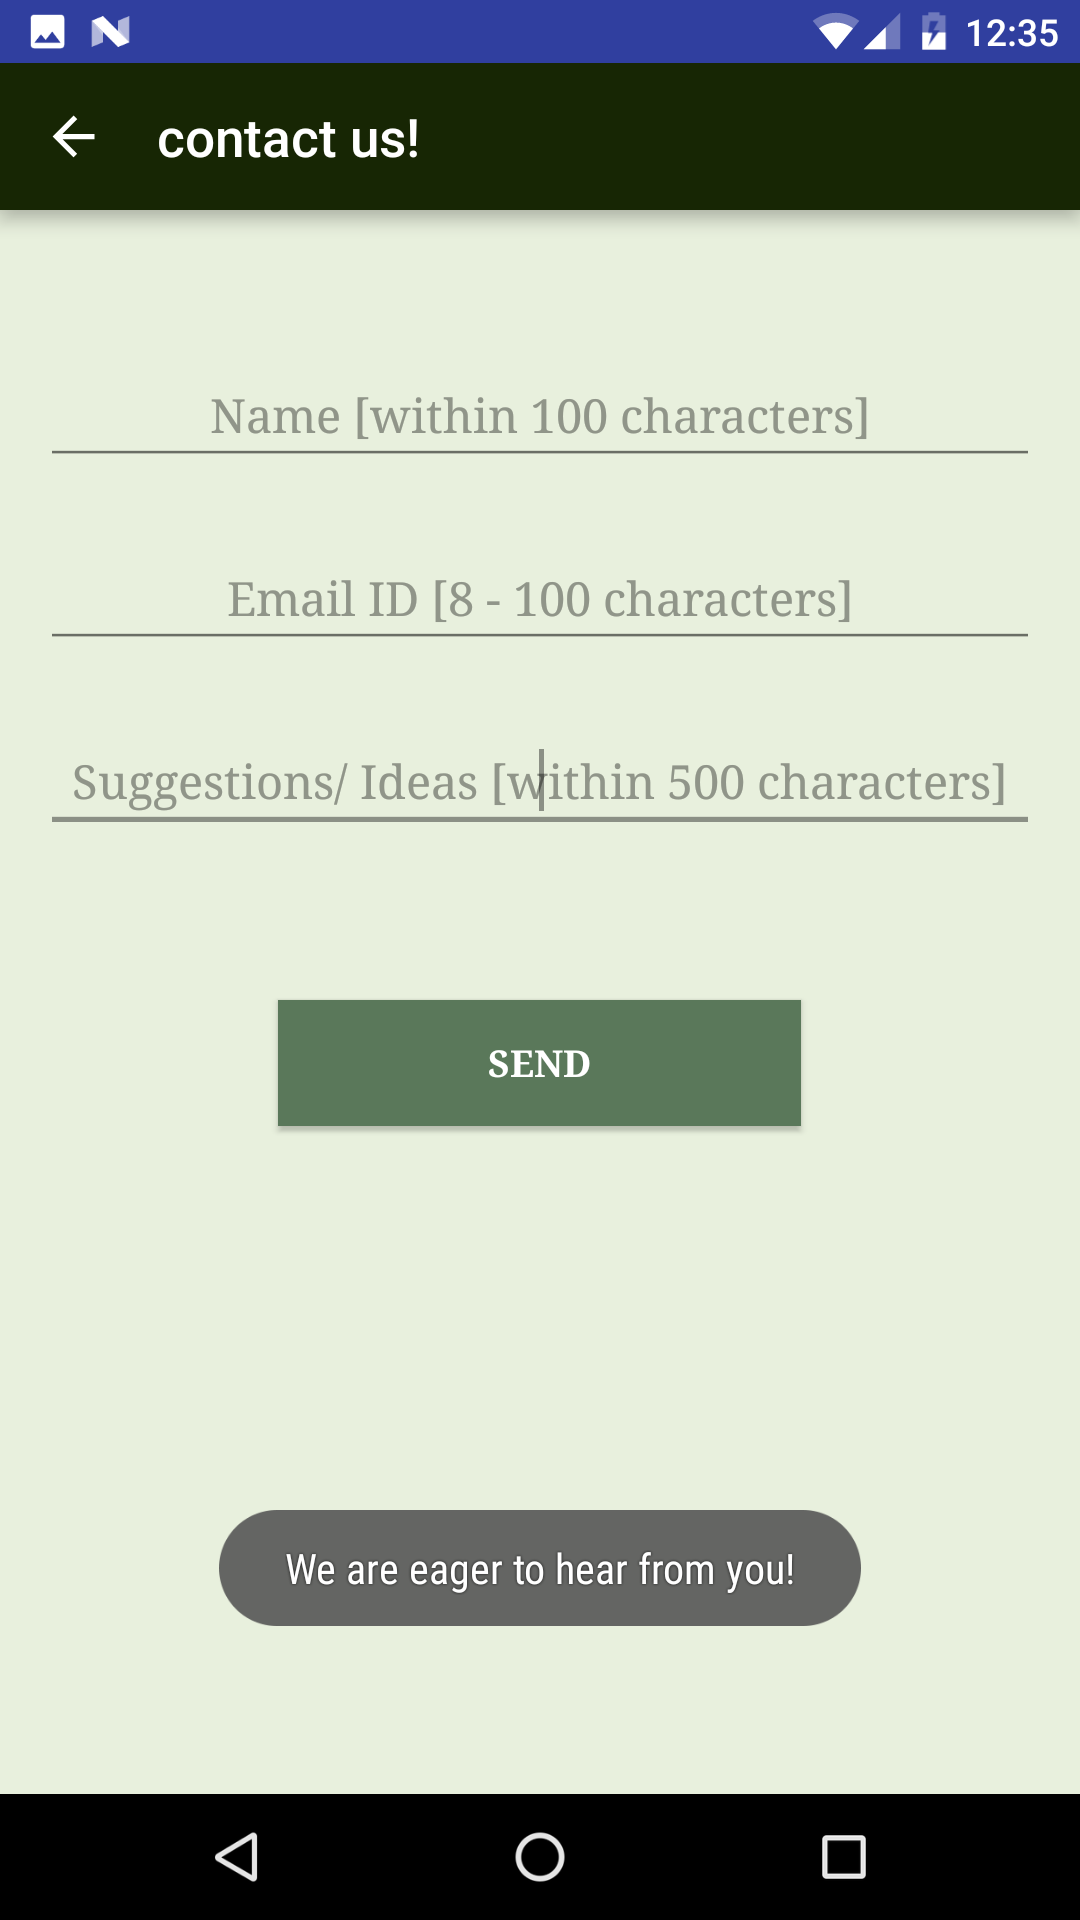 12:35
contact us!
Name [within 100 characters]
Email ID [8 - 100 characters]
Suggestions/ Ideas [within 500 characters]
SEND
We are eager to hear from you!